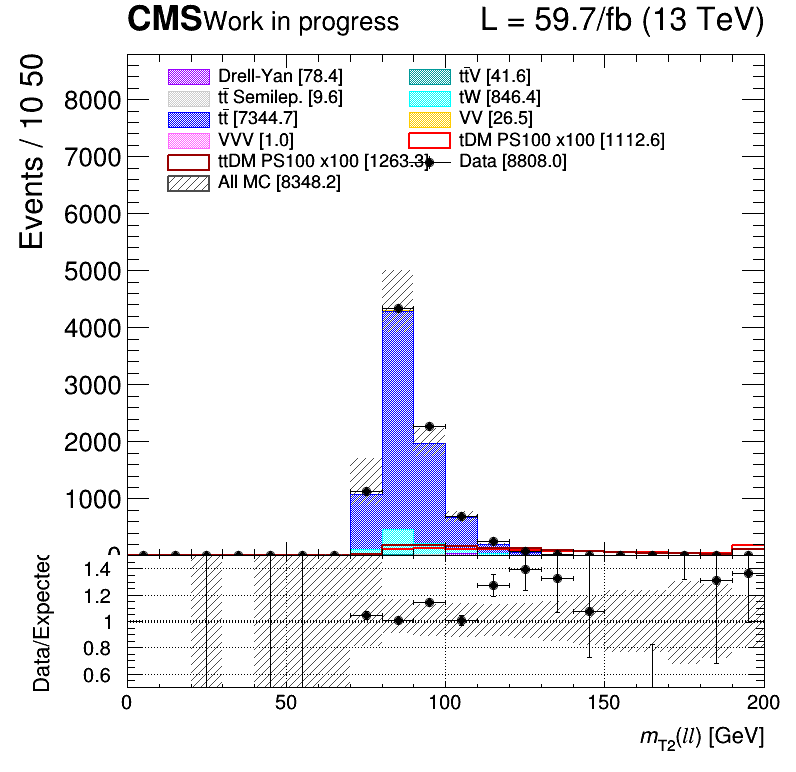 CMS Work in progress L = 59.7/fb (13 TeV)
Events / 10 50
Drell-Yan [78.4] tt̄V [41.6]
tt̄ Semilep. [9.6] tW [846.4]
tt̄ [7344.7] VV [26.5]
VVV [1.0] tDM PS100 x100 [1112.6]
ttDM PS100 x100 [1263.3] Data [8808.0]
All MC [8348.2]
8000
7000
6000
5000
4000
3000
2000
1000
0
Data/Expected
1.4
1.2
1
0.8
0.6
0 50 100 150 200
mT2(ll) [GeV]